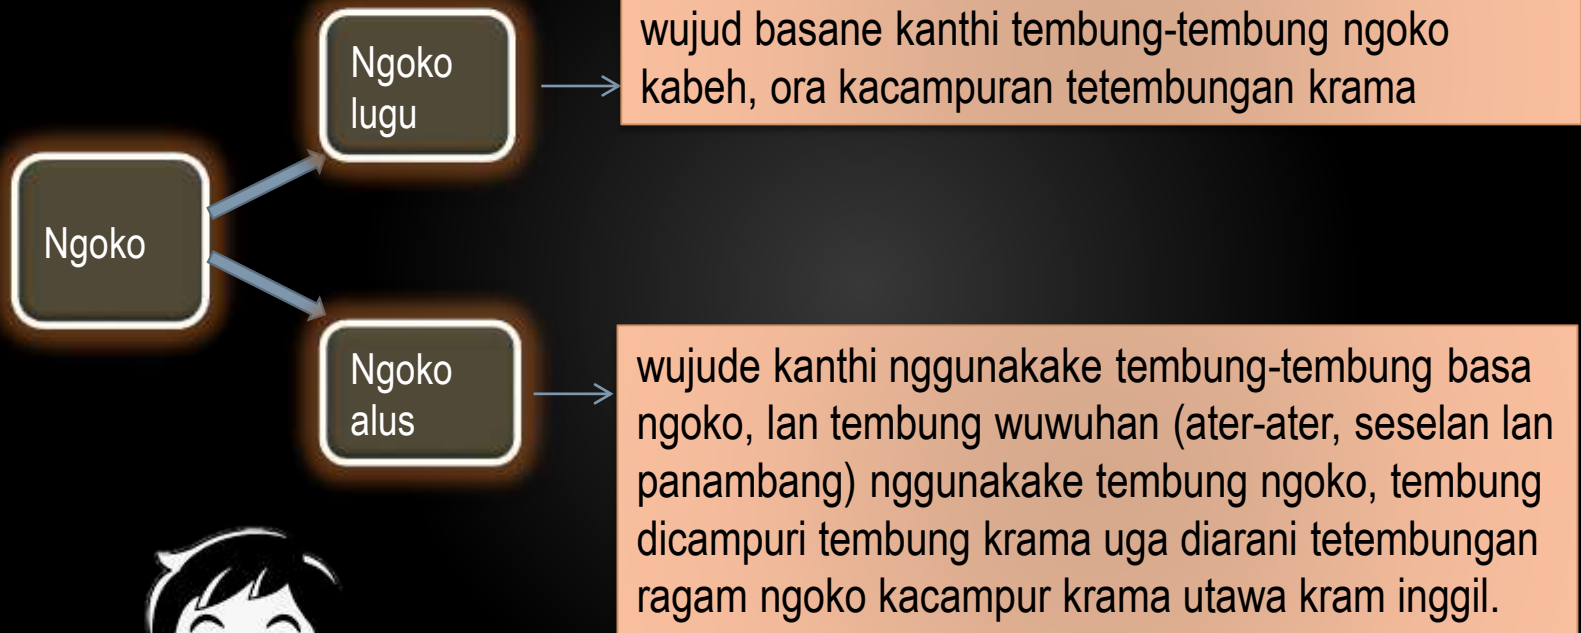 Ngoko
Ngoko
lugu
wujud basane kanthi tembung-tembung ngoko
kabeh, ora kacampuran tetembungan krama
Ngoko
alus
wujude kanthi nggunakake tembung-tembung basa
ngoko, lan tembung wuwuhan (ater-ater, seselan lan
panambang) nggunakake tembung ngoko, tembung
dicampuri tembung krama uga diarani tetembungan
ragam ngoko kacampur krama utawa kram inggil.